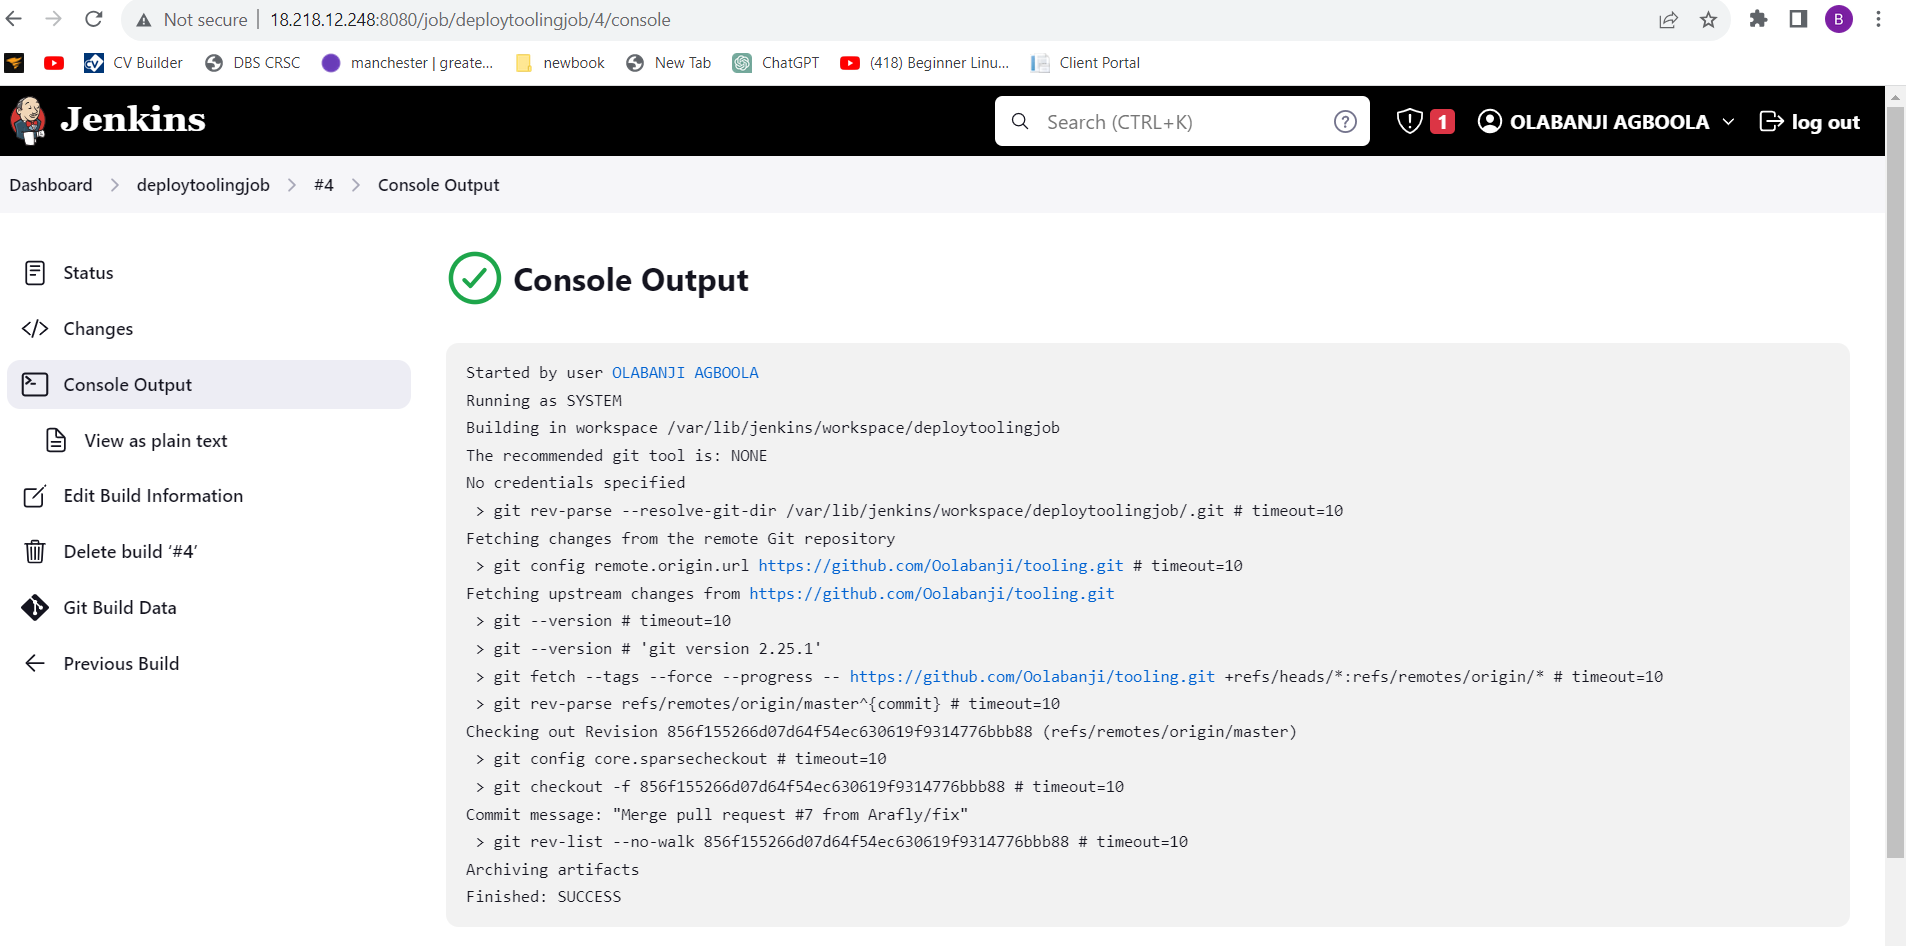 Not secure | 18.218.12.248:8080/job/deploytoolingjob/4/console
B
CV Builder DBS CRSC manchester | greate... newbook New Tab ChatGPT (418) Beginner Linu... Client Portal
Jenkins Search (CTRL+K) ? 1 OLABANJI AGBOOLA log out
Dashboard > deploytoolingjob > #4 > Console Output
Status
Changes
Console Output
View as plain text
Edit Build Information
Delete build ‘#4’
Git Build Data
Previous Build
Console Output
Started by user OLABANJI AGBOOLA
Running as SYSTEM
Building in workspace /var/lib/jenkins/workspace/deploytoolingjob
The recommended git tool is: NONE
No credentials specified
> git rev-parse --resolve-git-dir /var/lib/jenkins/workspace/deploytoolingjob/.git # timeout=10
Fetching changes from the remote Git repository
> git config remote.origin.url https://github.com/Oolabanji/tooling.git # timeout=10
Fetching upstream changes from https://github.com/Oolabanji/tooling.git
> git --version # timeout=10
> git --version # 'git version 2.25.1'
> git fetch --tags --force --progress -- https://github.com/Oolabanji/tooling.git +refs/heads/*:refs/remotes/origin/* # timeout=10
> git rev-parse refs/remotes/origin/master^{commit} # timeout=10
Checking out Revision 856f155266d07d64f54ec630619f9314776bbb88 (refs/remotes/origin/master)
> git config core.sparsecheckout # timeout=10
> git checkout -f 856f155266d07d64f54ec630619f9314776bbb88 # timeout=10
Commit message: "Merge pull request #7 from Arafly/fix"
> git rev-list --no-walk 856f155266d07d64f54ec630619f9314776bbb88 # timeout=10
Archiving artifacts
Finished: SUCCESS